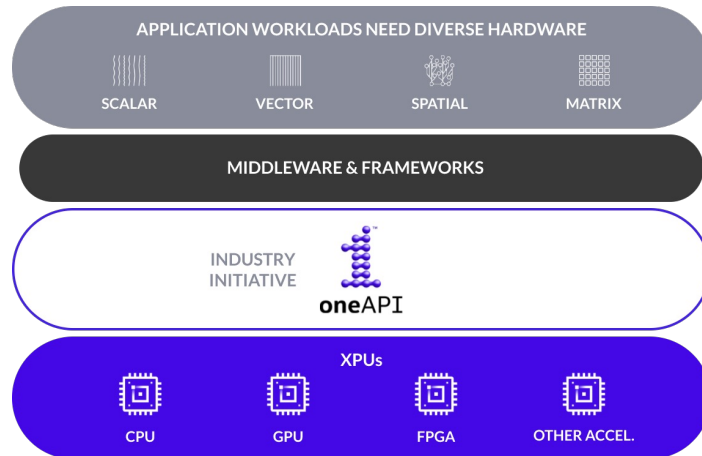 APPLICATION WORKLOADS NEED DIVERSE HARDWARE
SCALAR
VECTOR
SPATIAL
MATRIX
MIDDLEWARE & FRAMEWORKS
INDUSTRY
INITIATIVE
™
oneAPI
XPUs
CPU
GPU
FPGA
OTHER ACCEL.